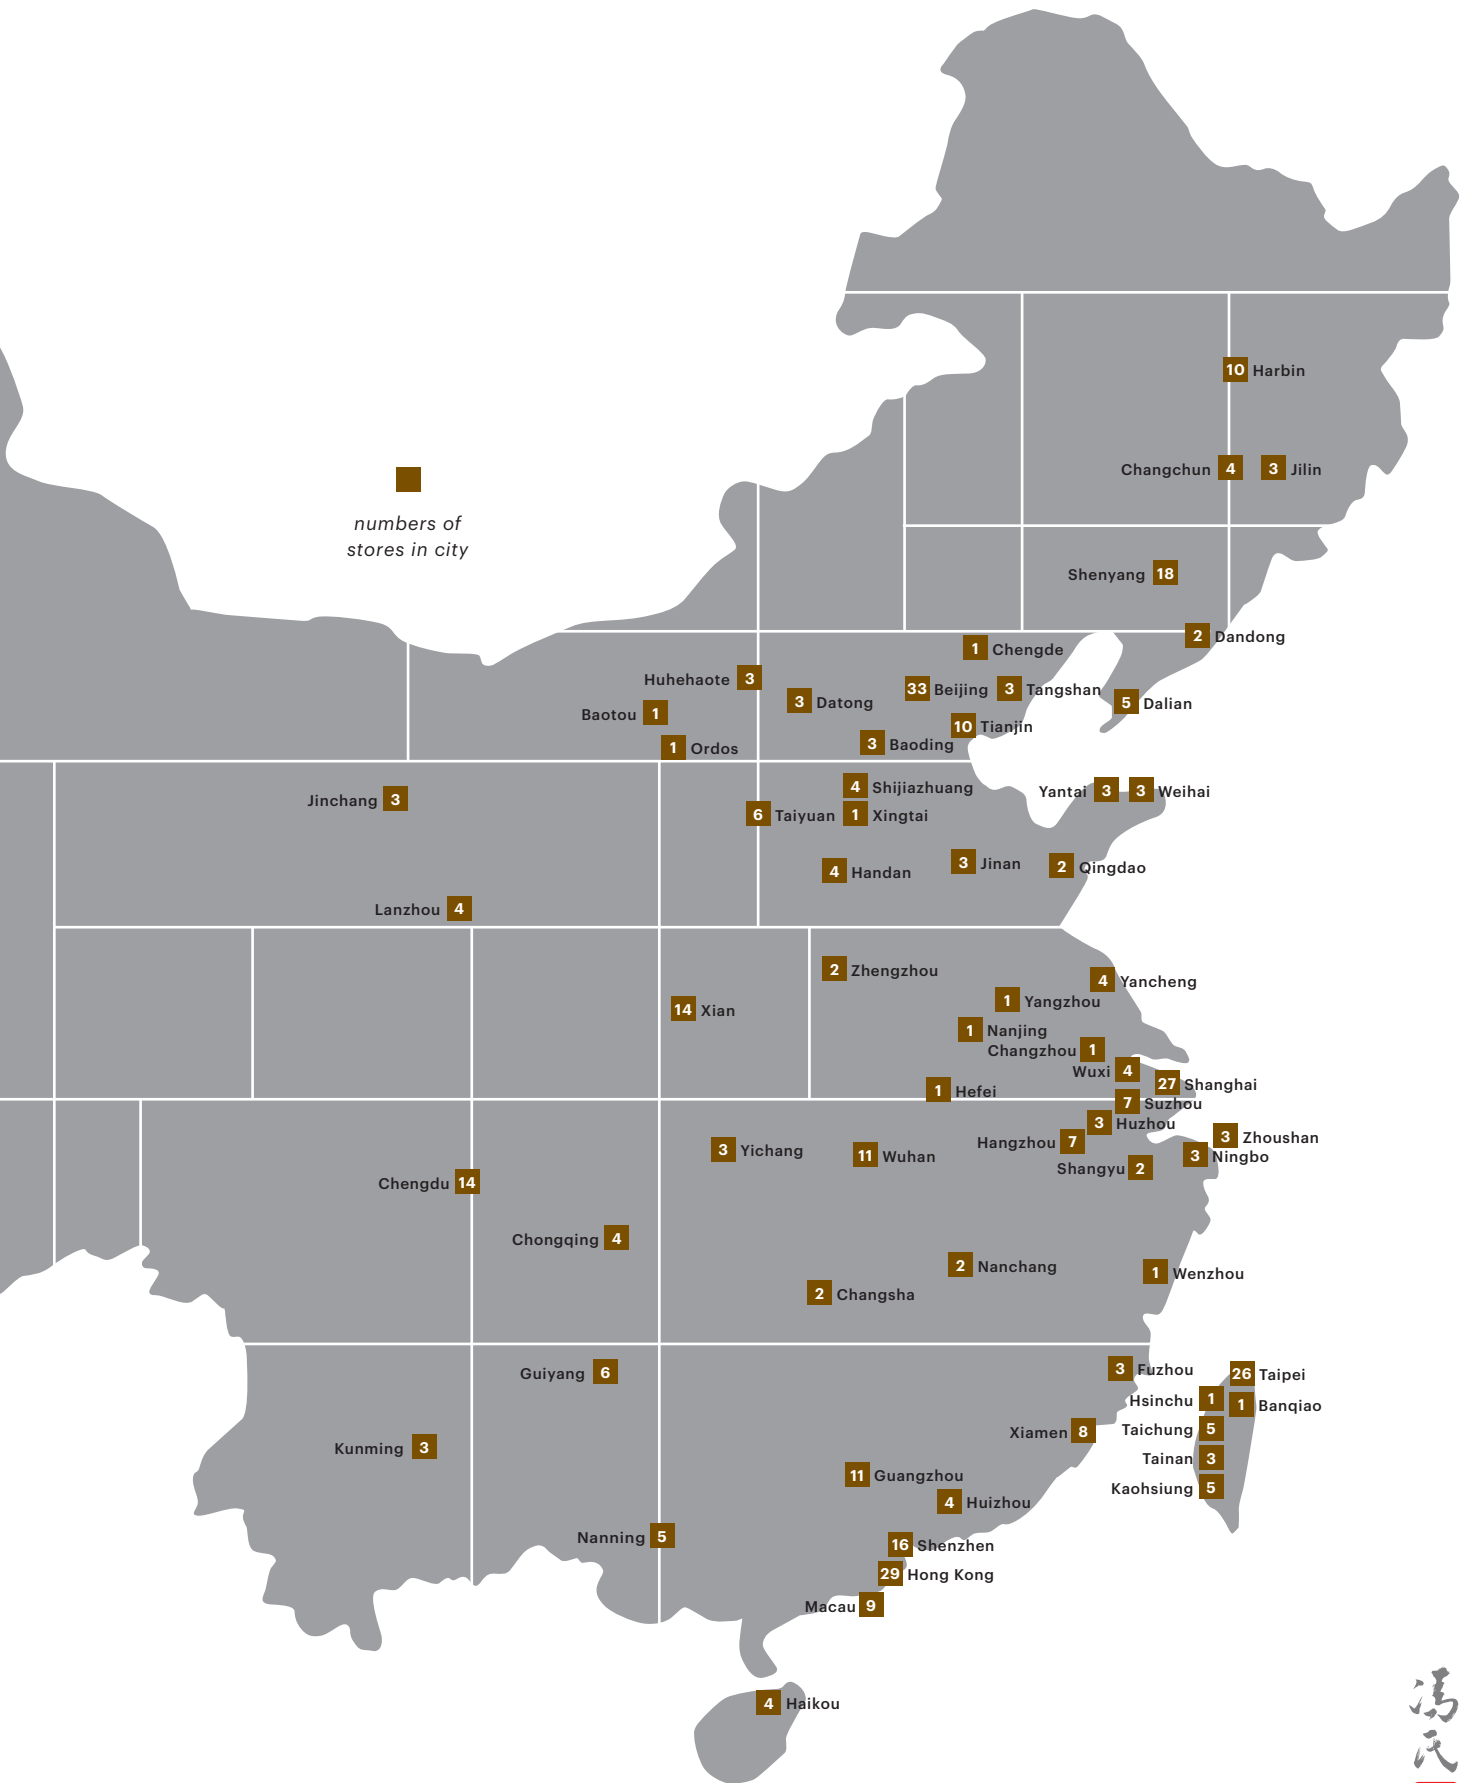 10 Harbin
Changchun 4
3 Jilin
numbers of
stores in city
Shenyang 18
2 Dandong
1 Chengde
Huhehaote 3
3 Datong
33 Beijing
3 Tangshan
5 Dalian
Baotou 1
10 Tianjin
1 Ordos
3 Baoding
Jinchang 3
4 Shijiazhuang
Yantai 3
3 Weihai
6 Taiyuan
1 Xingtai
4 Handan
3 Jinan
2 Qingdao
Lanzhou 4
2 Zhengzhou
4 Yancheng
1 Yangzhou
14 Xian
1 Nanjing
Changzhou 1
Wuxi 4
27 Shanghai
1 Hefei
7 Suzhou
3 Huzhou
Hangzhou 7
3 Zhoushan
3 Yichang
11 Wuhan
3 Ningbo
Shangyu 2
Chengdu 14
Chongqing 4
2 Nanchang
1 Wenzhou
2 Changsha
Guiyang 6
3 Fuzhou
26 Taipei
Hsinchu 1
1 Banqiao
Xiamen 8
Taichung 5
Kunming 3
Tainan 3
11 Guangzhou
Kaohsiung 5
4 Huizhou
Nanning 5
16 Shenzhen
29 Hong Kong
Macau 9
4 Haikou
冯
氏